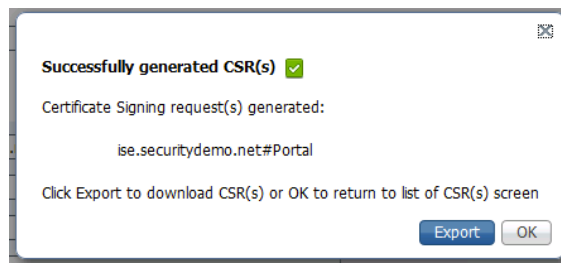 Successfully generated CSR(s)
Certificate Signing request(s) generated:
ise.securitydemo.net#Portal
Click Export to download CSR(s) or OK to return to list of CSR(s) screen
Export OK